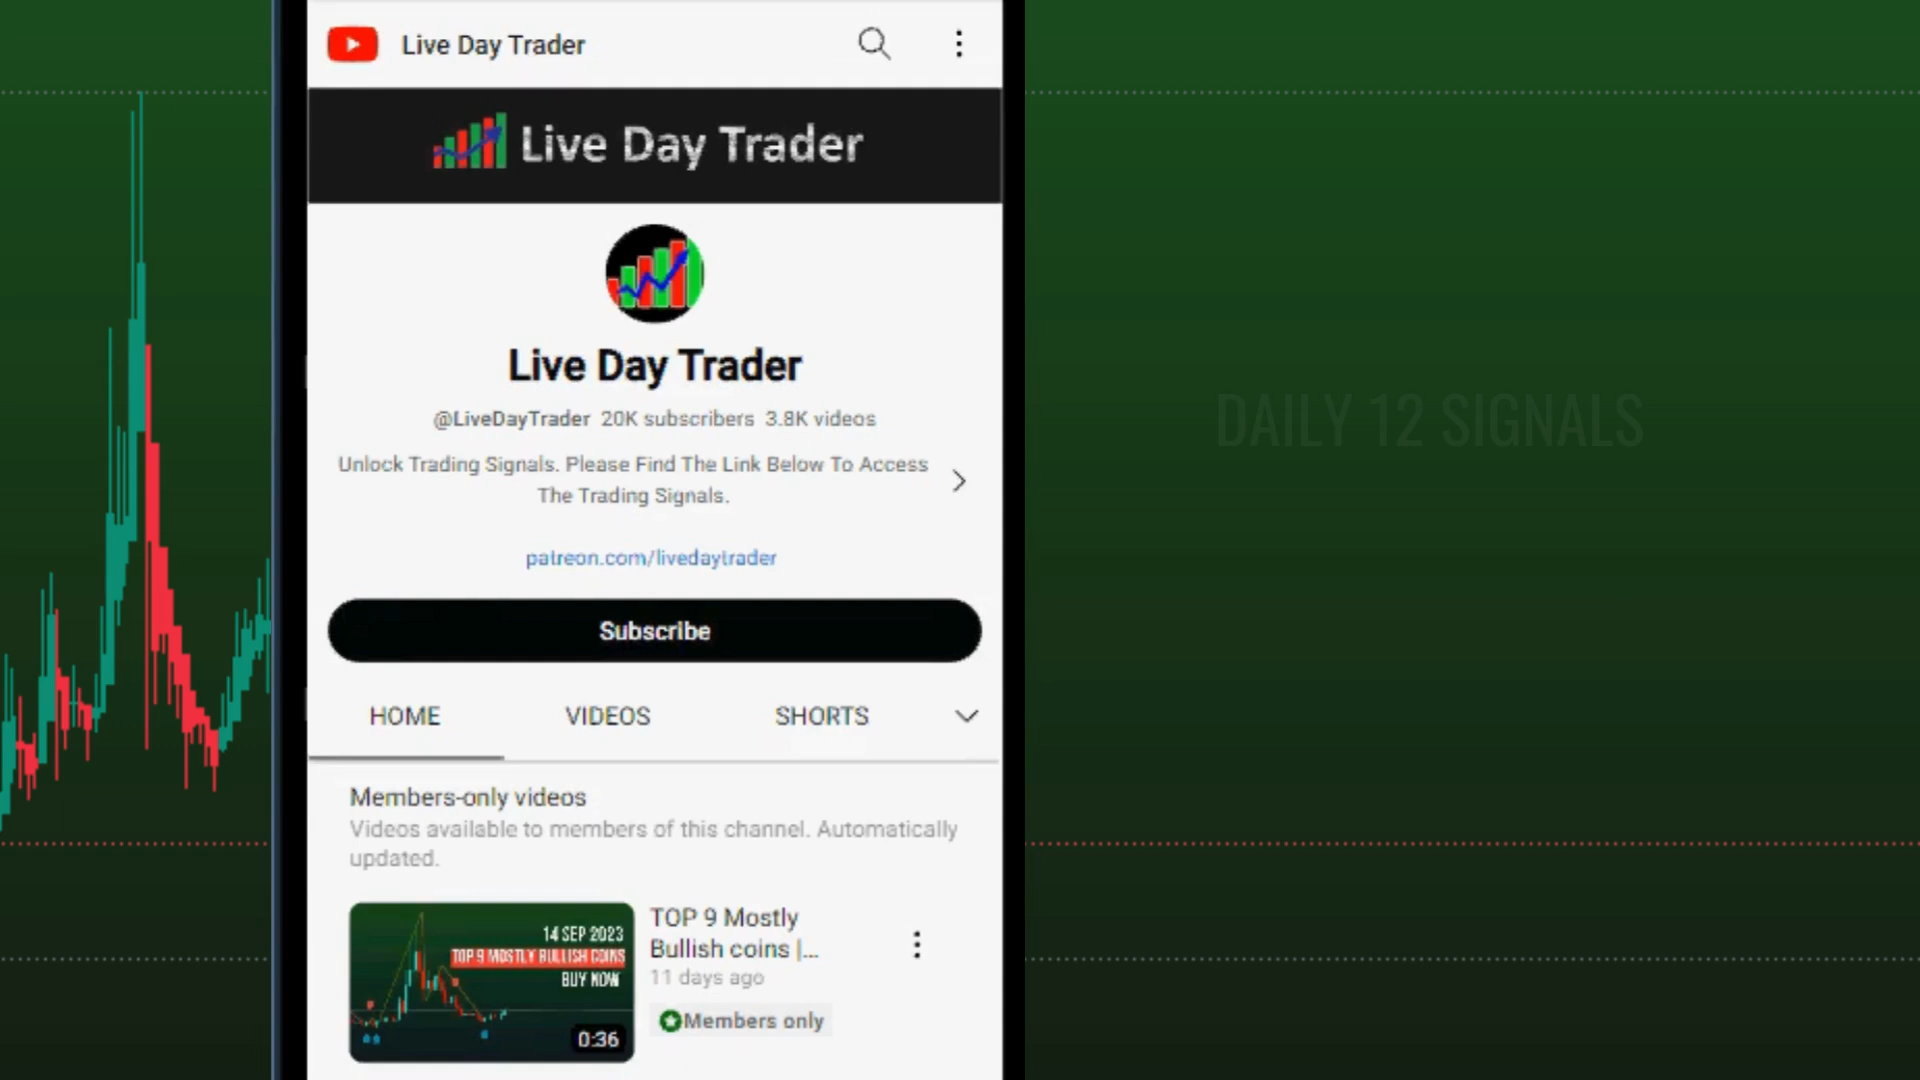 Live Day Trader
Live Day Trader
Live Day Trader
@LiveDayTrader 20K subscribers 3.8K videos
Unlock Trading Signals. Please Find The Link Below To Access
The Trading Signals.
patreon.com/livedaytrader
Subscribe
HOME VIDEOS SHORTS
Members-only videos
Videos available to members of this channel. Automatically
updated.
14 SEP 2023
TOP 9 MOSTLY BULLISH COINS
BUY NOW
0:36
TOP 9 Mostly
Bullish coins |...
11 days ago
Members only
DAILY 12 SIGNALS